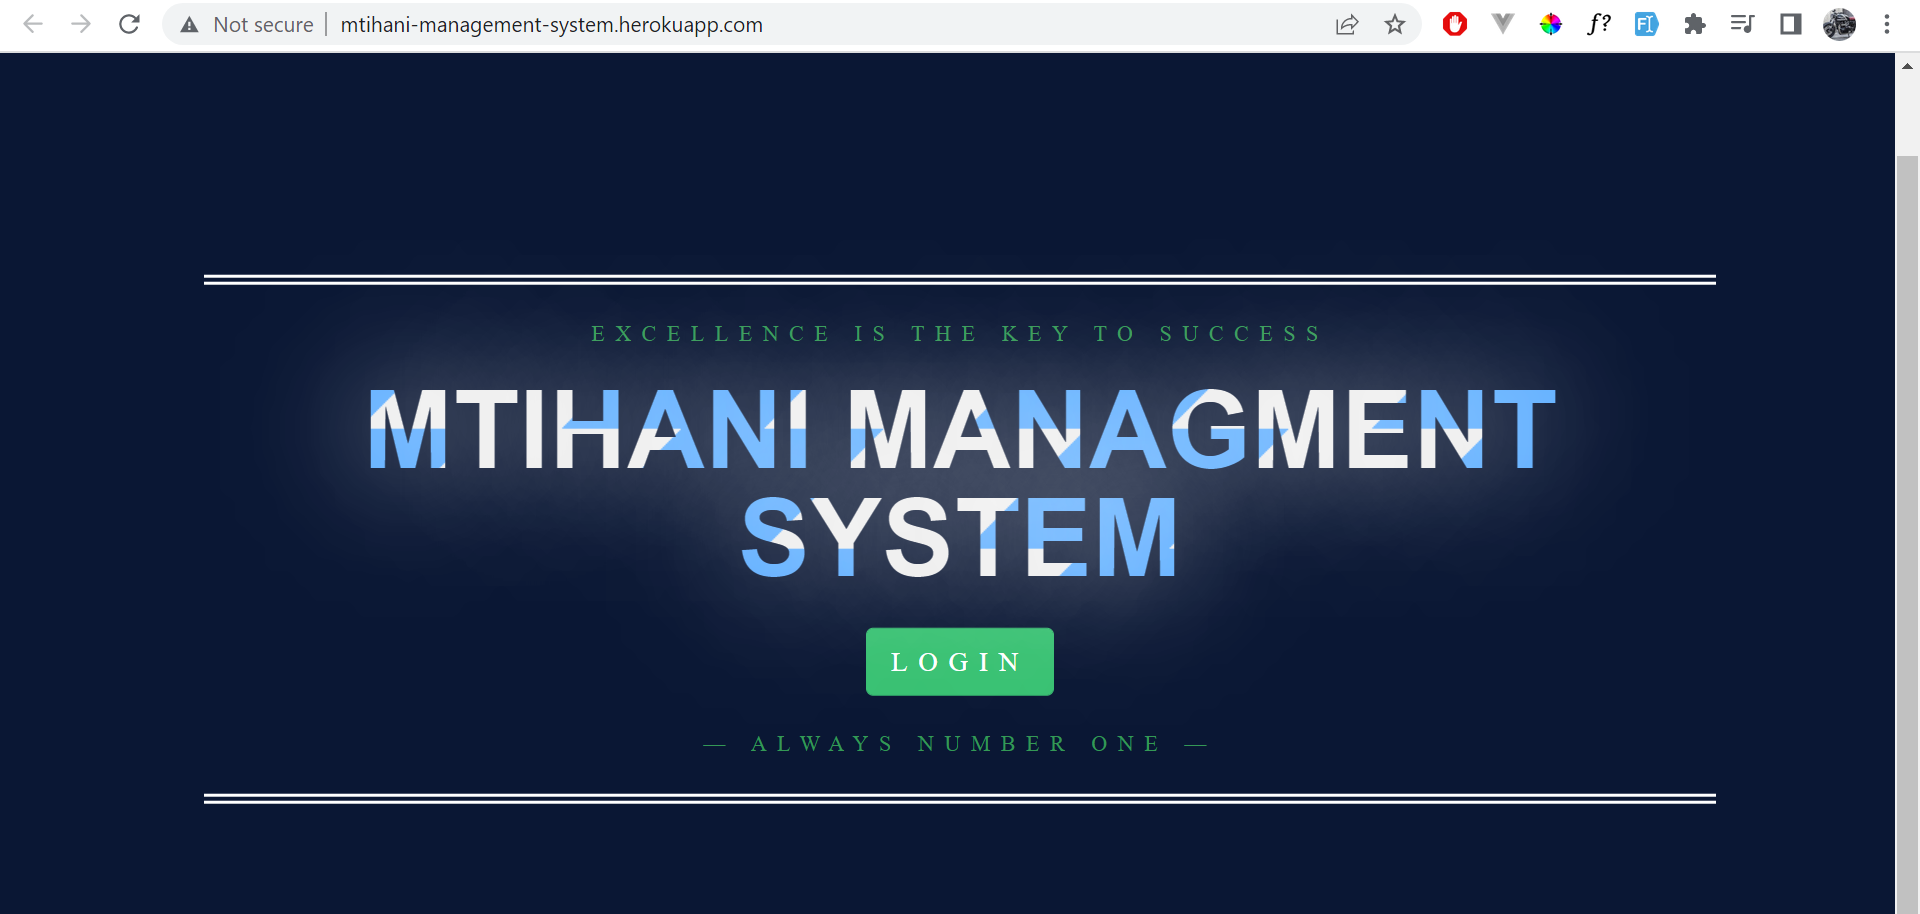 Not secure | mtihani-management-system.herokuapp.com
f?
EXCELLENCE IS THE KEY TO SUCCESS
MTIHANI MANAGMENT
SYSTEM
LOGIN
— ALWAYS NUMBER ONE —